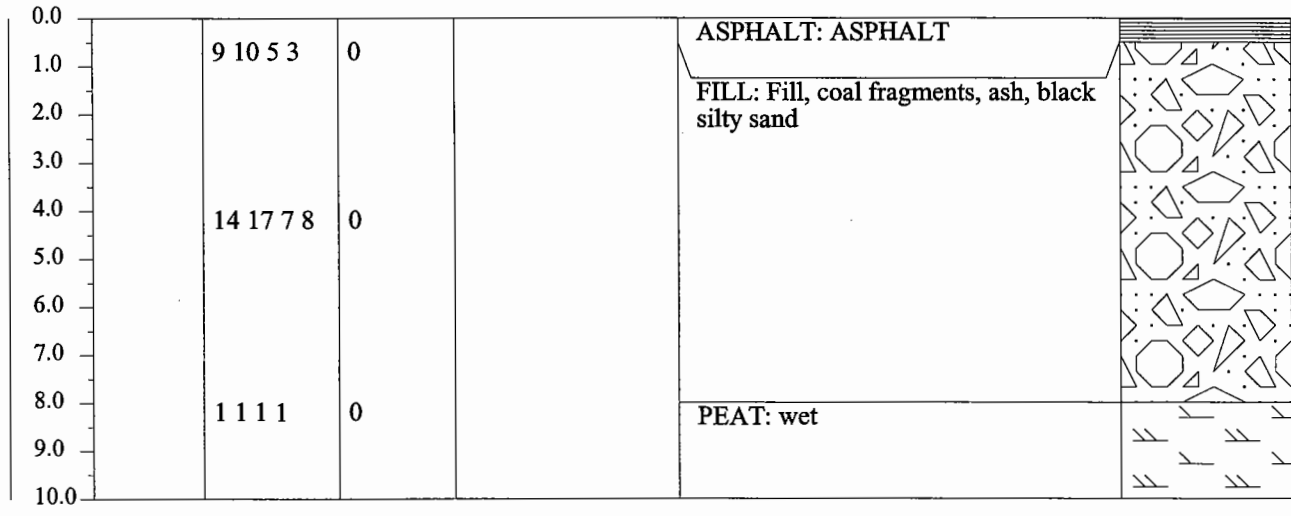 0.0
ASPHALT: ASPHALT
9 10 5 3 0
1.0
FILL: Fill, coal fragments, ash, black
2.0
silty sand
3.0
4.0
14 17 7 8 0
5.0
6.0
7.0
8.0
1 1 1 1 0
PEAT: wet
9.0
10.0